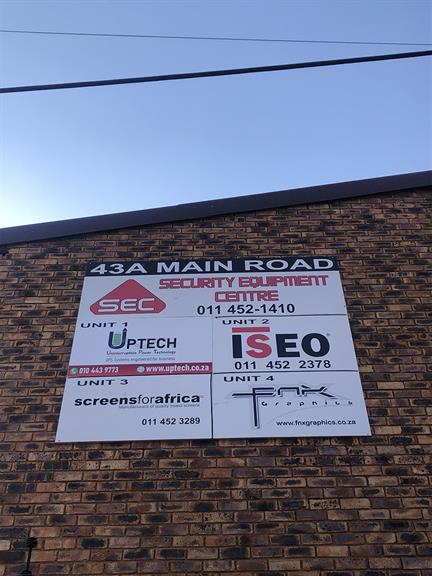 43A MAIN ROAD
SEC
SECURITY EQUIPMENT
CENTRE
011 452-1410
UNIT 1
UPTECH
Uninterruptible Power Technology
UPS Systems engineered for business
010 443 9773
www.uptech.co.za
UNIT 2
ISEO®
011 452 2378
UNIT 3
screensforafrica
Manufacturers of quality insect screens
011 452 3289
UNIT 4
fnx
Graphics
www.fnxgraphics.co.za